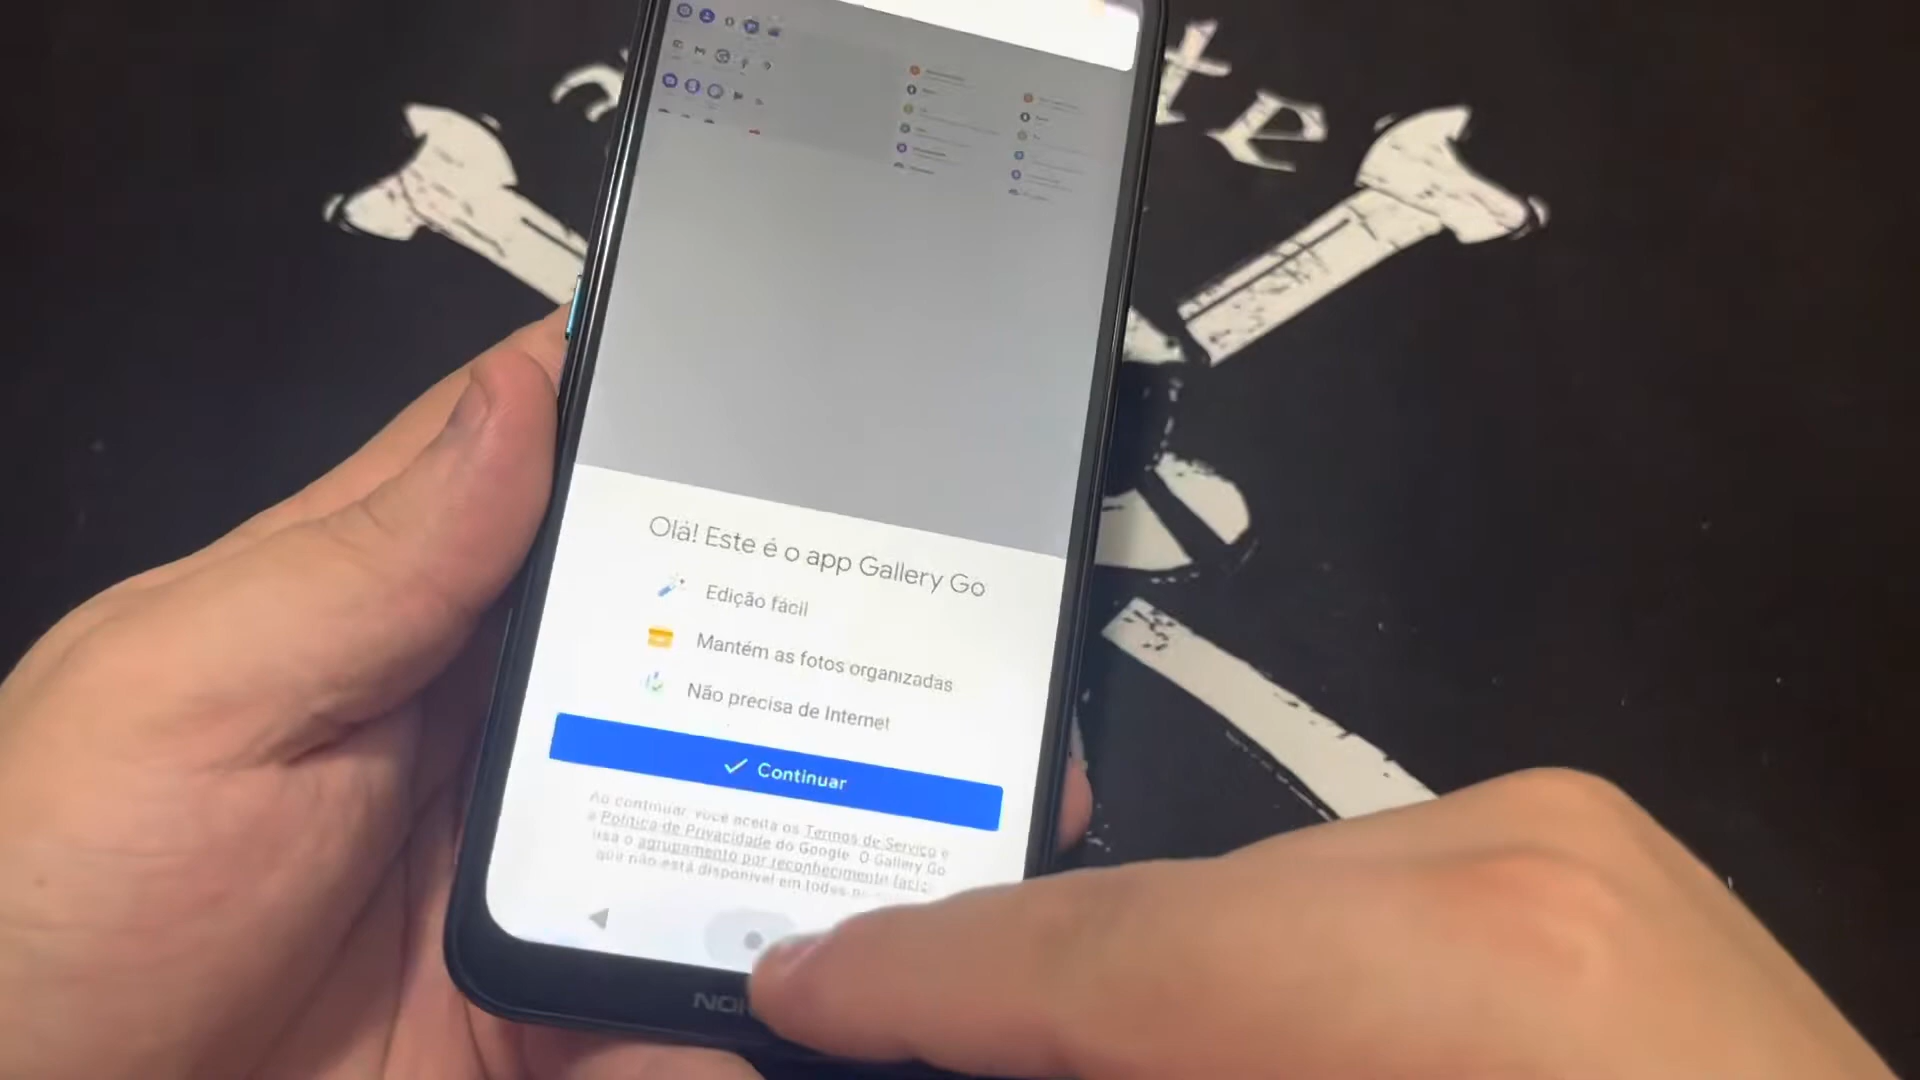 te
Olá! Este é o app Gallery Go
Edição fácil
Mantém as fotos organizadas
Não precisa de Internet
Continuar
Ao continuar, você aceita os Termos de Serviço e
a Política de Privacidade do Google. O Gallery Go
usa o agrupamento por reconhecimento facial
que não está disponível em todos
NOK